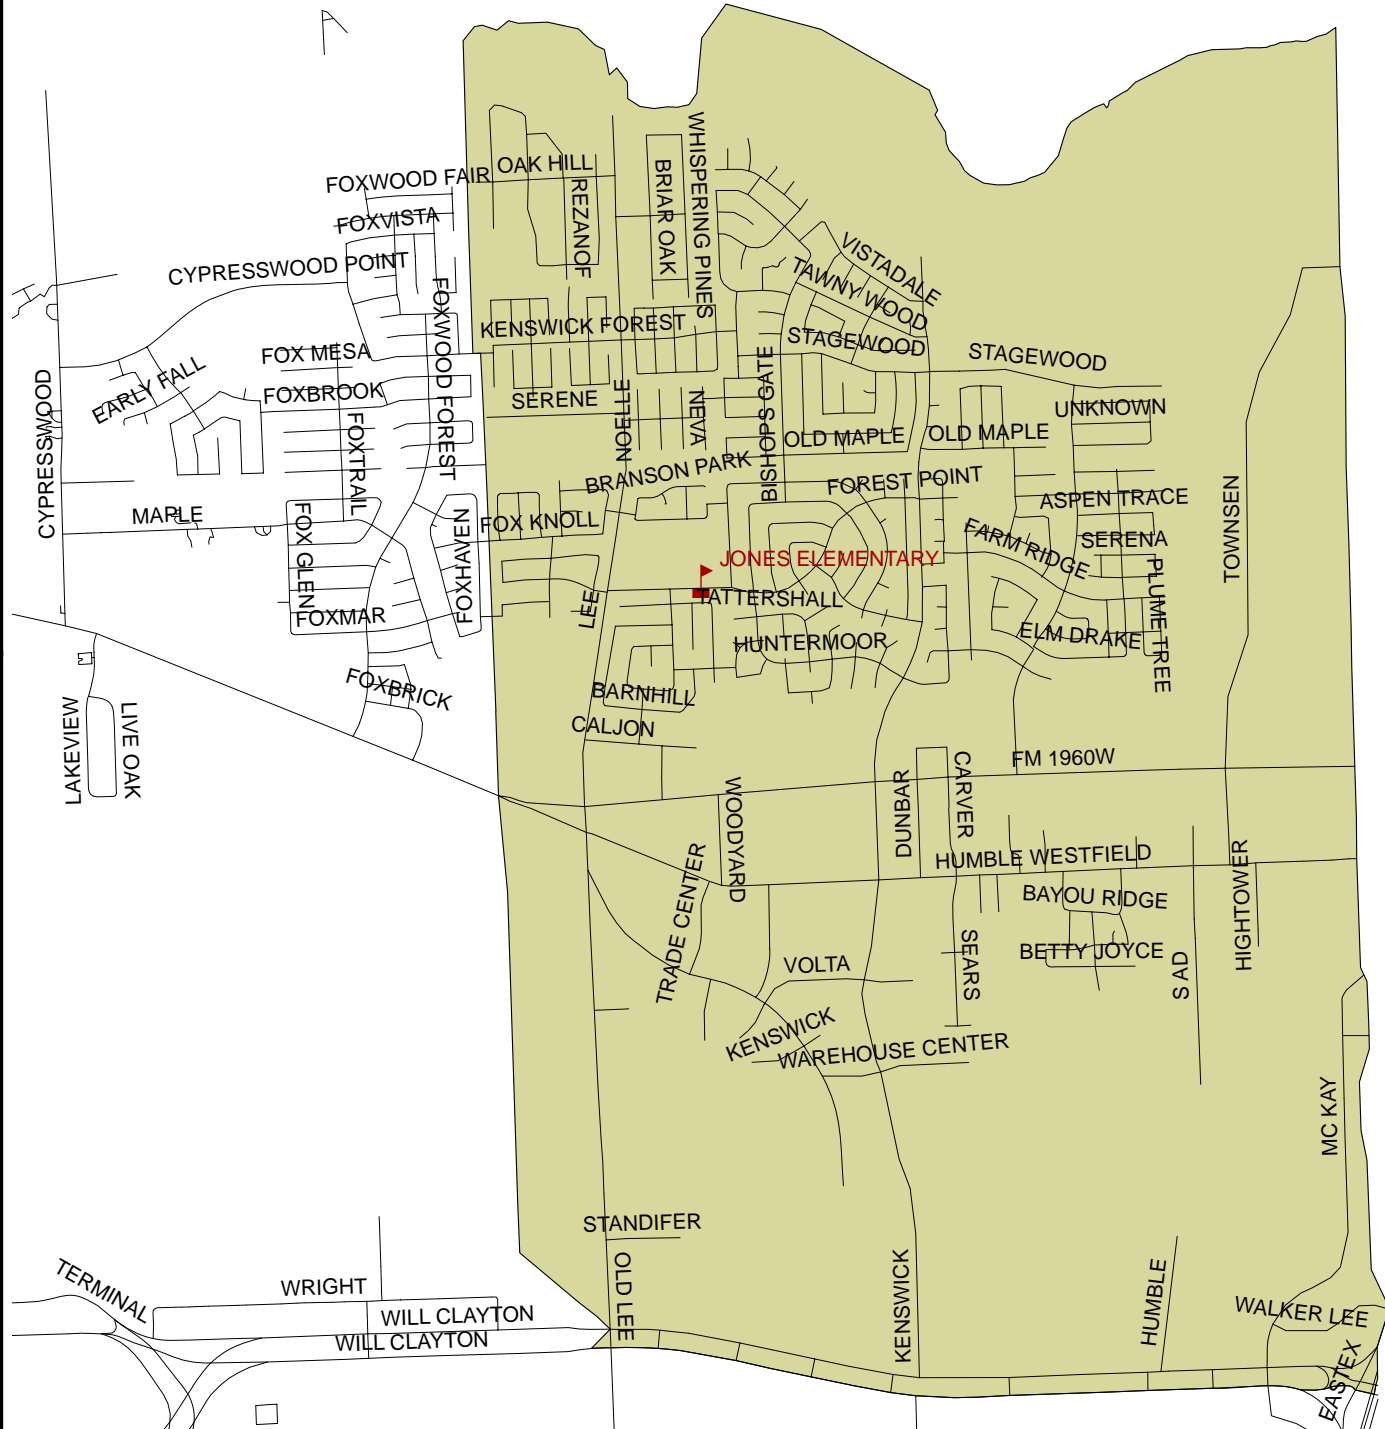 WHISPERING PINES
OAK HILL
FOXWOOD FAIR
BRIAR OAK
REZANOF
FOXVISTA
VISTADALE
CYPRESSWOOD POINT
TAWNY WOOD
FOXWOOD FOREST
KENSWICK FOREST
STAGEWOOD
STAGEWOOD
FOX MESA
EARLY FALL
FOXBROOK
CYPRESSWOOD
SERENE
NOELLE
NEVA
BISHOPS GATE
UNKNOWN
OLD MAPLE
OLD MAPLE
FOXTRAIL
BRANSON PARK
FOREST POINT
ASPEN TRACE
TOWNSEN
MAPLE
FOX GLEN
FOXHAVEN
FOX KNOLL
FARM RIDGE
SERENA
JONES ELEMENTARY
PLUME TREE
TATTERSHALL
LEE
FOXMAR
HUNTERMOOR
ELM DRAKE
FOXBRICK
BARNHILL
CALJON
LAKEVIEW
LIVE OAK
FM 1960W
WOODYARD
DUNBAR
CARVER
HUMBLE WESTFIELD
TRADE CENTER
BAYOU RIDGE
HIGHTOWER
BETTY JOYCE
SEARS
S AD
VOLTA
KENSWICK
WAREHOUSE CENTER
MC KAY
STANDIFER
OLD LEE
KENSWICK
HUMBLE
TERMINAL
WRIGHT
WILL CLAYTON
WILL CLAYTON
WALKER LEE
EASTEX